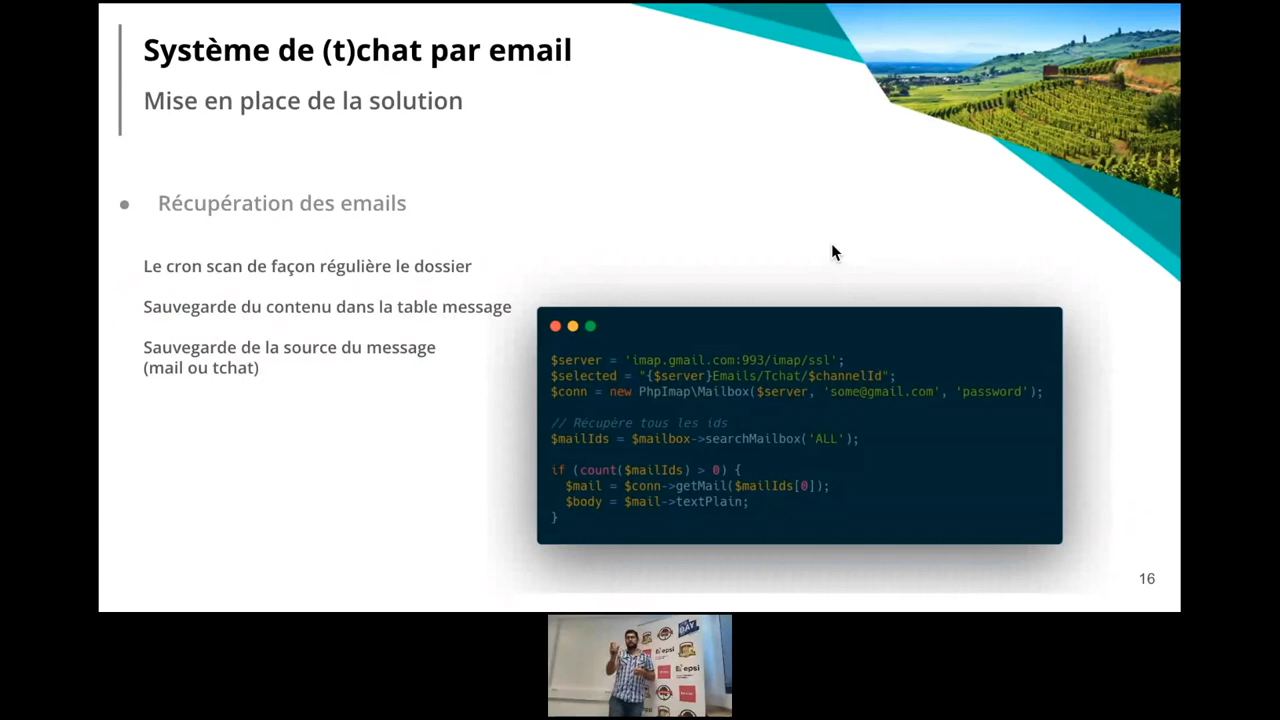 Système de (t)chat par email
Mise en place de la solution
● Récupération des emails
Le cron scan de façon régulière le dossier
Sauvegarde du contenu dans la table message
Sauvegarde de la source du message
(mail ou tchat)
$server = 'imap.gmail.com:993/imap/ssl';
$selected = "{$server}Emails/Tchat/$channelId";
$conn = new PhpImap\Mailbox($server, 'some@gmail.com', 'password');
// Récupère tous les ids
$mailIds = $mailbox->searchMailbox('ALL');
if (count($mailIds) > 0) {
  $mail = $conn->getMail($mailIds[0]);
  $body = $mail->textPlain;
}
16
epsi